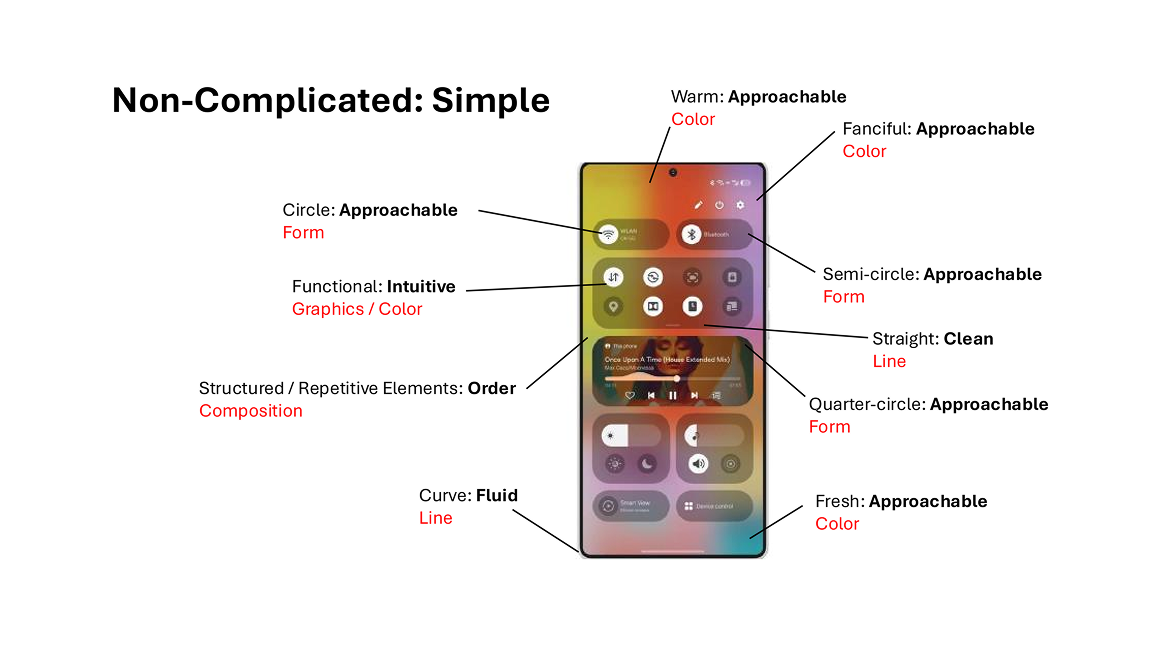 Non-Complicated: Simple
Warm: Approachable
Color
Fanciful: Approachable
Color
Circle: Approachable
Form
Functional: Intuitive
Graphics / Color
Semi-circle: Approachable
Form
Straight: Clean
Line
Structured / Repetitive Elements: Order
Composition
Quarter-circle: Approachable
Form
Curve: Fluid
Line
Fresh: Approachable
Color
WLAN
Bluetooth
This phone
Once Upon A Time (House Extended Mix)
Smart View
Device control